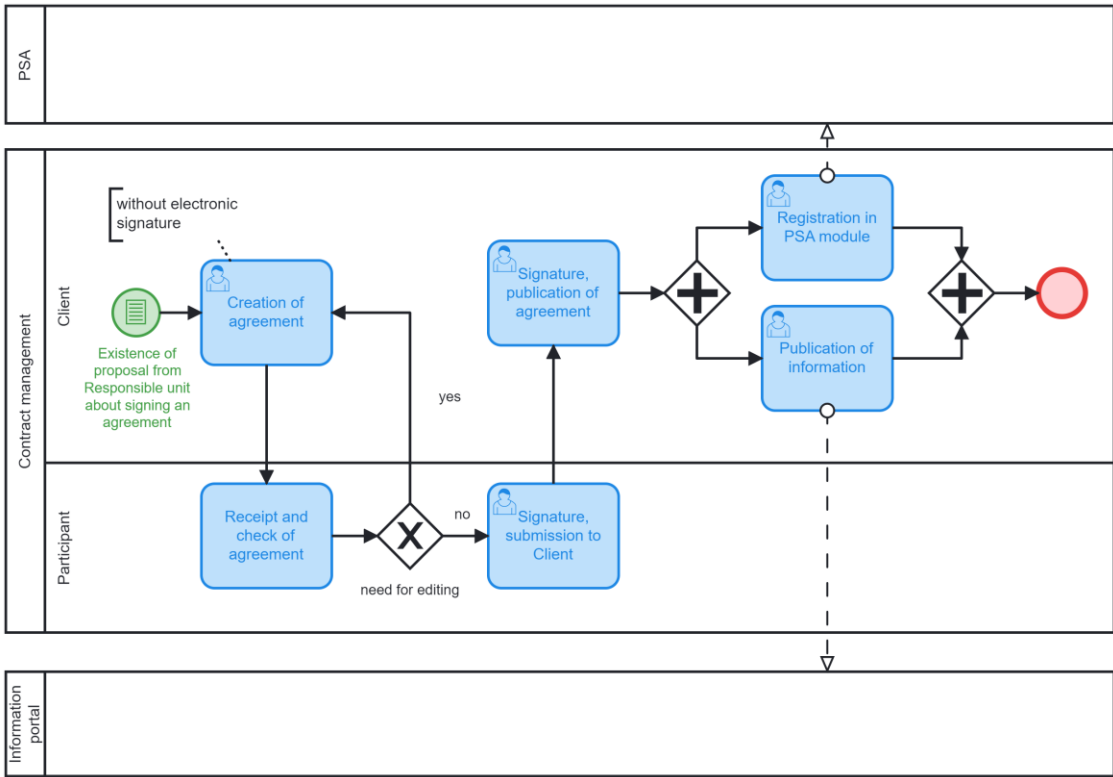 PSA
Contract management
Client
without electronic
signature
Creation of
agreement
Existence of
proposal from
Responsible unit
about signing an
agreement
yes
Signature,
publication of
agreement
Registration in
PSA module
Publication of
information
Participant
Receipt and
check of
agreement
X
need for editing
no
Signature,
submission to
Client
Information
portal